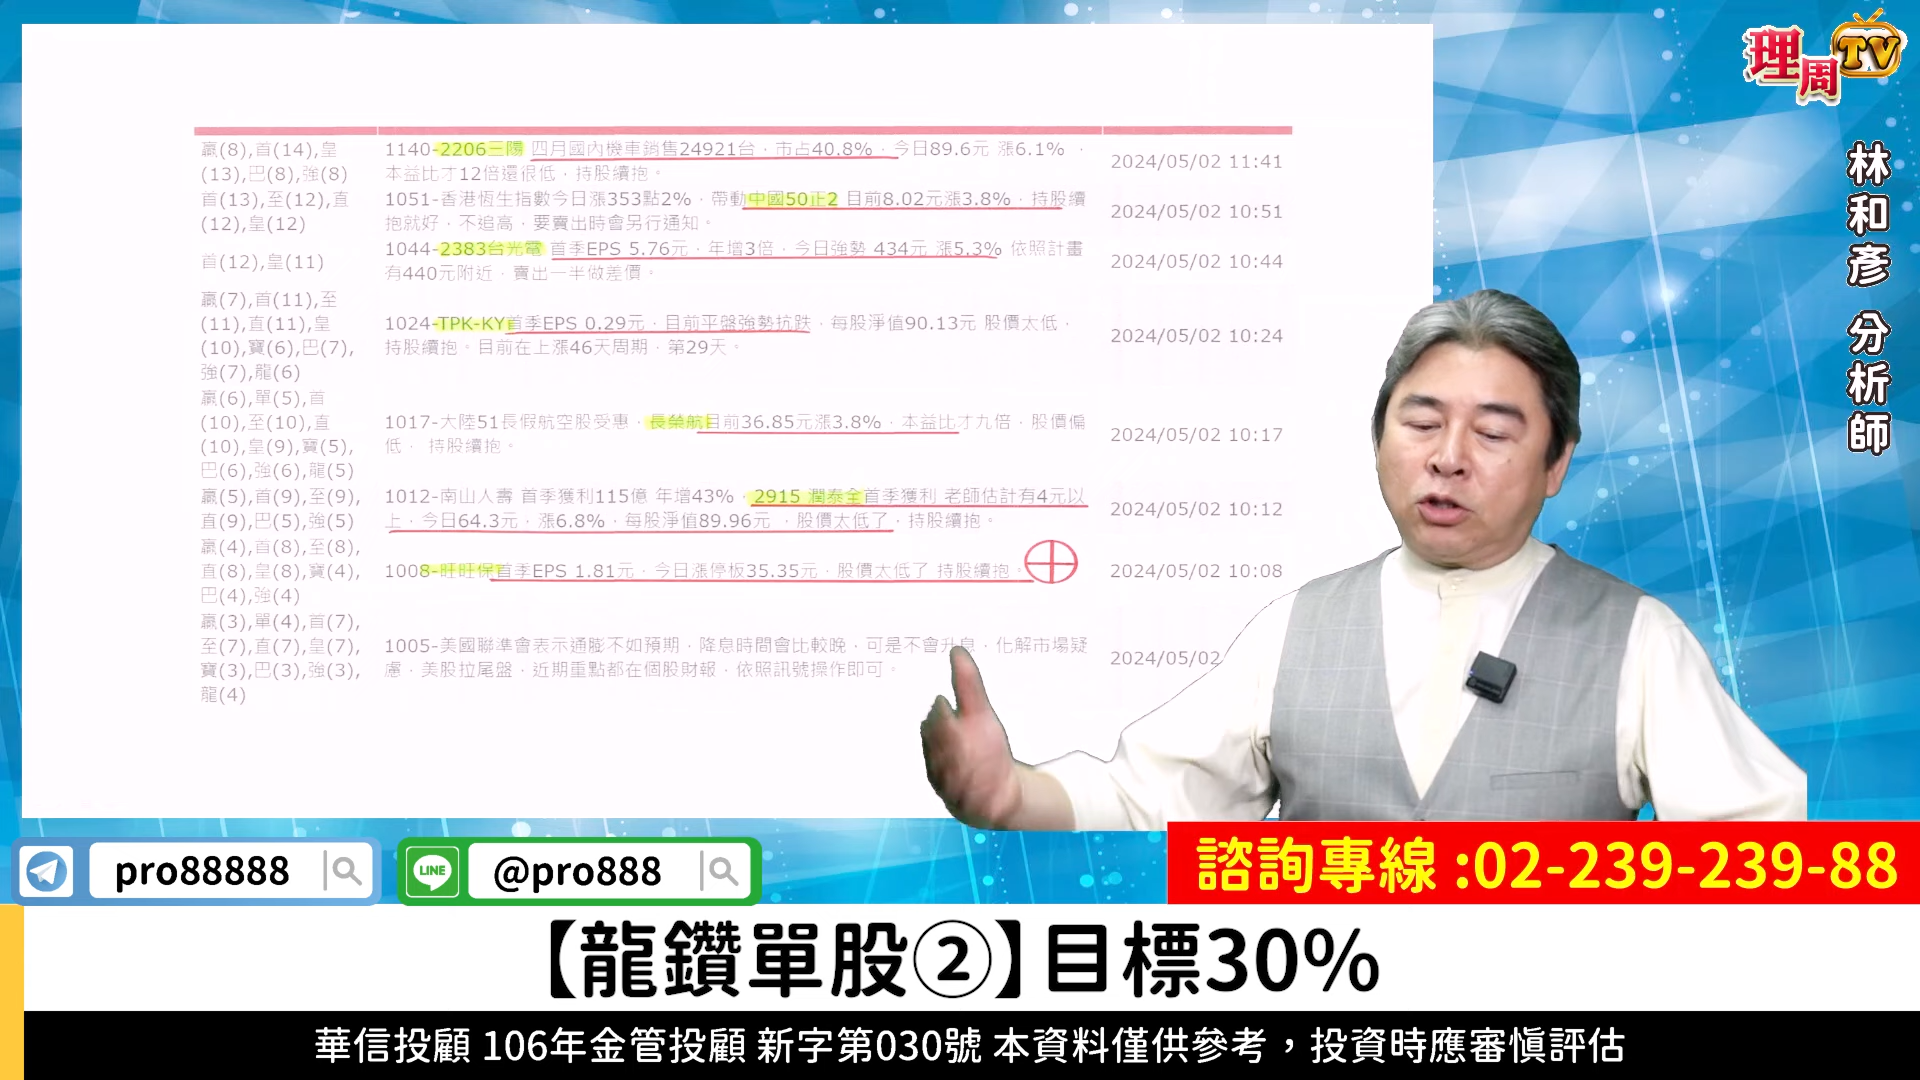 理周TV
林和彥 分析師
贏(8),首(14),皇
(13),巴(8),強(8)
1140-2206三陽 四月國內機車銷售24921台，市占40.8%，今日89.6元 漲6.1%，
本益比才12倍還很低，持股續抱。
2024/05/02 11:41
首(13),至(12),直
(12),皇(12)
1051-香港恆生指數今日漲353點2%，帶動中國50正2 目前8.02元漲3.8%，持股續
抱就好，不追高，要賣出時會另行通知。
2024/05/02 10:51
首(12),皇(11)
1044-2383台光電 首季EPS 5.76元，年增3倍，今日強勢 434元 漲5.3% 依照計畫
有440元附近，賣出一半做差價。
2024/05/02 10:44
贏(7),首(11),至
(11),直(11),皇
(10),寶(6),巴(7),
強(7),龍(6)
1024-TPK-KY首季EPS 0.29元，目前平盤強勢抗跌，每股淨值90.13元 股價太低，
持股續抱。目前在上漲46天周期，第29天。
2024/05/02 10:24
贏(6),單(5),首
(10),至(10),直
(10),皇(9),寶(5),
巴(6),強(6),龍(5)
1017-大陸51長假航空股受惠，長榮航目前36.85元漲3.8%，本益比才九倍，股價偏
低， 持股續抱。
2024/05/02 10:17
贏(5),首(9),至(9),
直(9),巴(5),強(5)
1012-南山人壽 首季獲利115億 年增43%，2915 潤泰全首季獲利 老師估計有4元以
上，今日64.3元，漲6.8%，每股淨值89.96元 ，股價太低了，持股續抱。
2024/05/02 10:12
贏(4),首(8),至(8),
直(8),皇(8),寶(4),
巴(4),強(4)
1008-旺旺保首季EPS 1.81元，今日漲停板35.35元，股價太低了 持股續抱。
2024/05/02 10:08
贏(3),單(4),首(7),
至(7),直(7),皇(7),
寶(3),巴(3),強(3),
龍(4)
1005-美國聯準會表示通膨不如預期，降息時間會比較晚，可是不會升息，化解市場疑
慮，美股拉尾盤，近期重點都在個股財報，依照訊號操作即可。
2024/05/02
pro88888
LINE
@pro888
諮詢專線:02-239-239-88
【龍鑽單股②】目標30%
華信投顧 106年金管投顧 新字第030號 本資料僅供參考，投資時應審慎評估